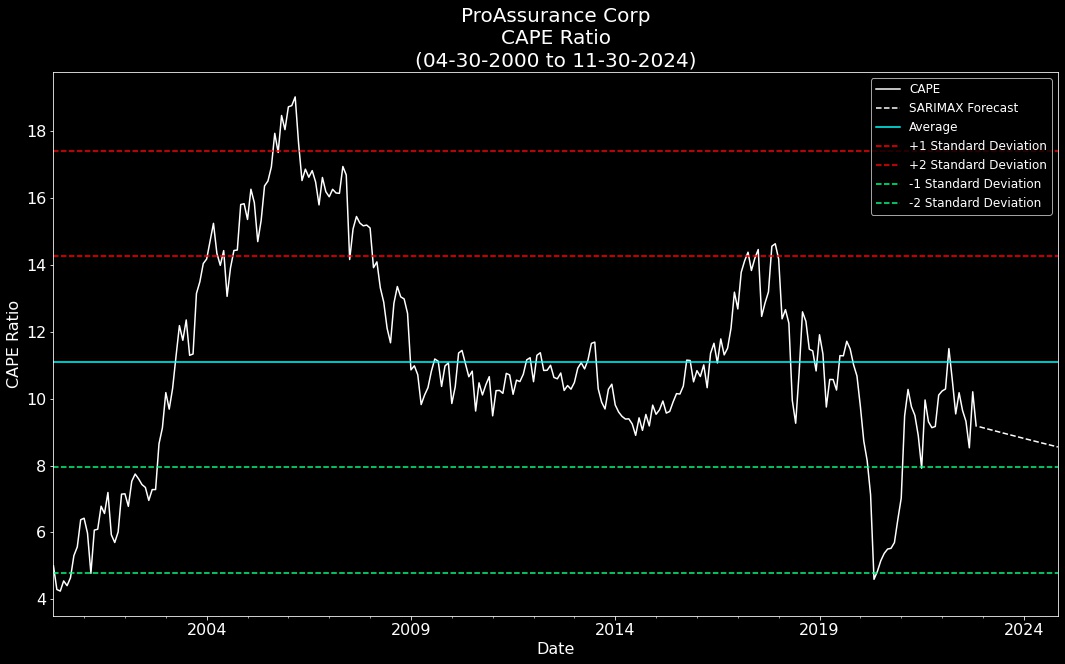 ProAssurance Corp
CAPE Ratio
(04-30-2000 to 11-30-2024)
CAPE
SARIMAX Forecast
Average
+1 Standard Deviation
+2 Standard Deviation
-1 Standard Deviation
-2 Standard Deviation
18
16
14
12
10
8
6
4
CAPE Ratio
2004
2009
2014
2019
2024
Date